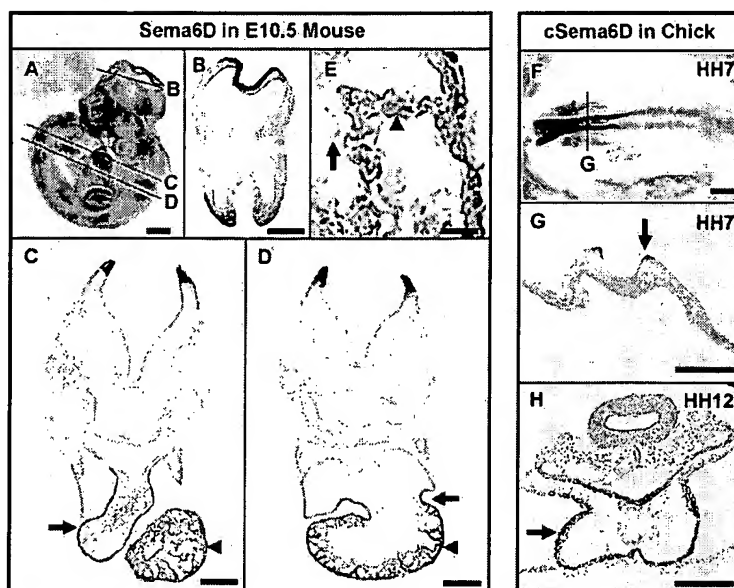 Sema6D in E10.5 Mouse
cSema6D in Chick
A
B
C
D
B
E
F
HH7
G
G
HH7
C
D
H
HH12